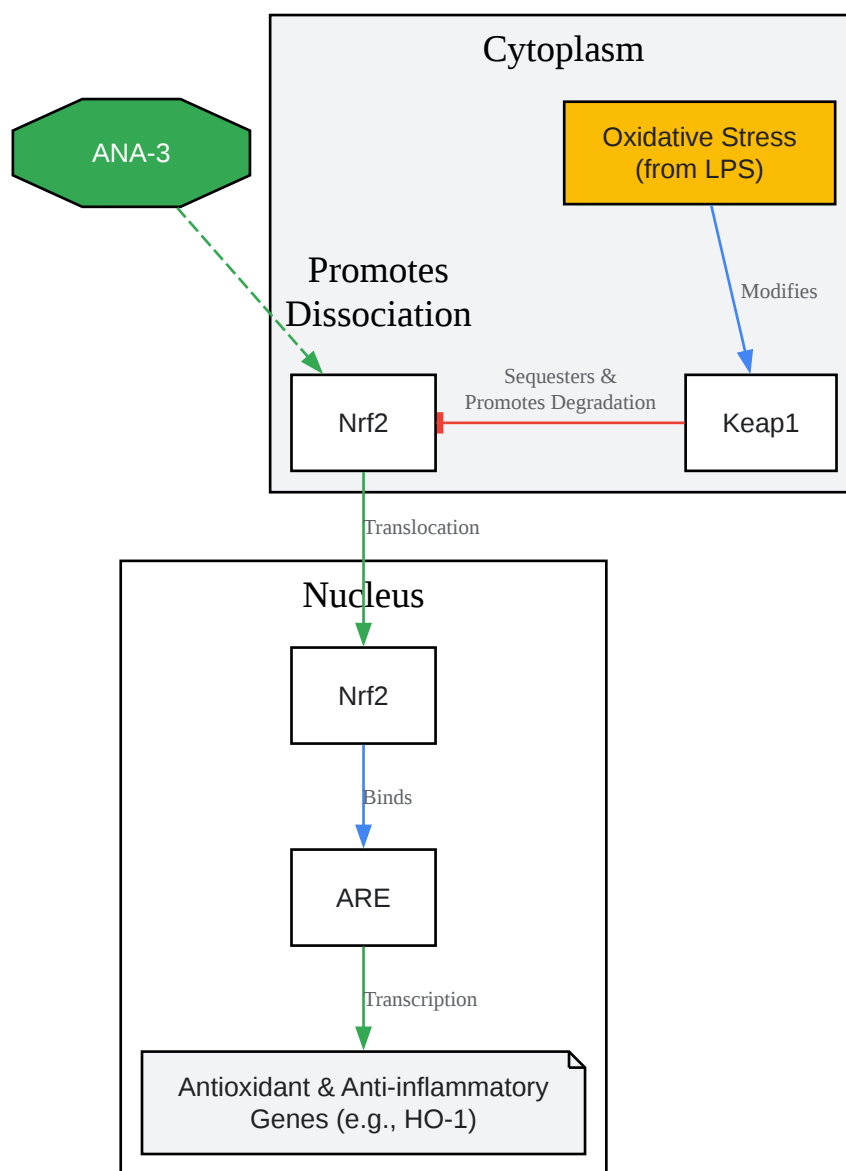 Cytoplasm
ANA-3
Oxidative Stress
(from LPS)
Promotes
Dissociation
Modifies
Sequesters &
Promotes Degradation
Nrf2
Keap1
Translocation
Nucleus
Nrf2
Binds
ARE
Transcription
Antioxidant & Anti-inflammatory
Genes (e.g., HO-1)